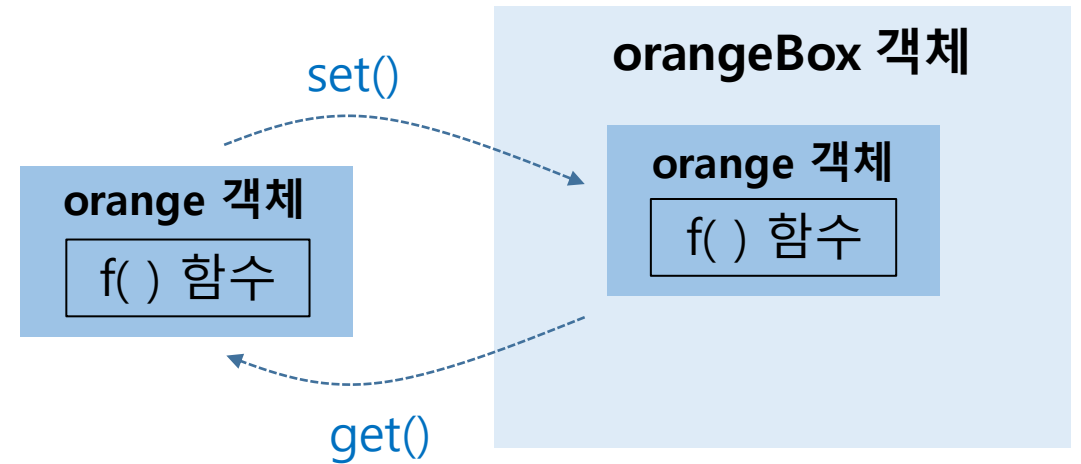 orangeBox 객체
set()
orange 객체
f( ) 함수
orange 객체
f( ) 함수
get()